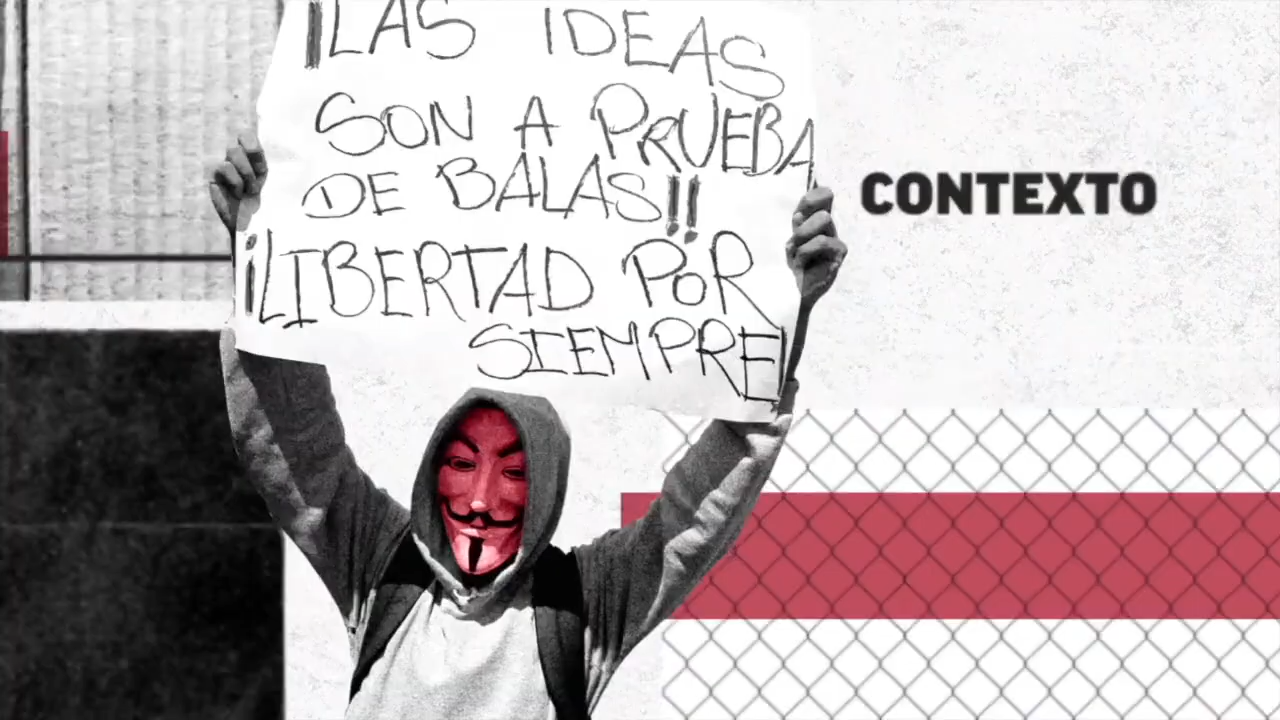 ¡LAS IDEAS
SON A PRUEBA
DE BALAS!!
¡LIBERTAD POR
SIEMPRE!
CONTEXTO